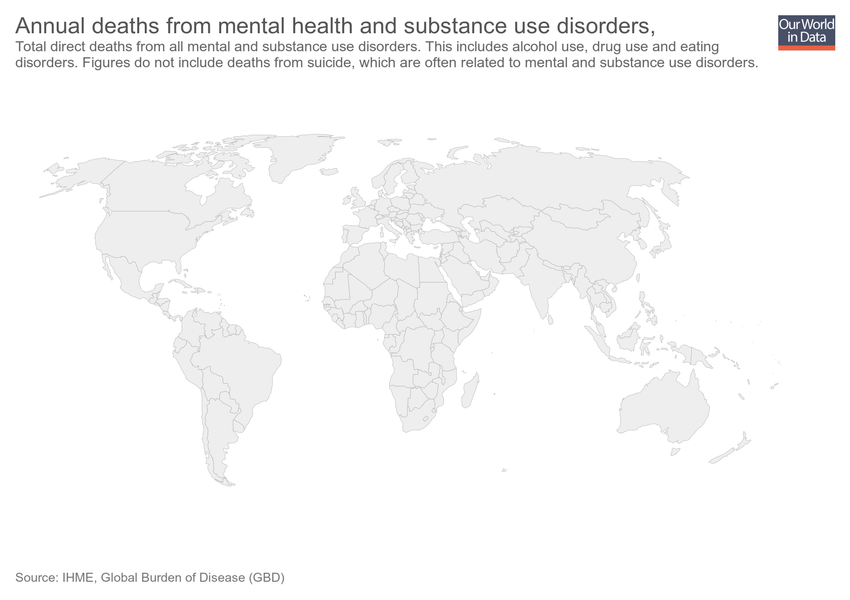 Annual deaths from mental health and substance use disorders,
Total direct deaths from all mental and substance use disorders. This includes alcohol use, drug use and eating
disorders. Figures do not include deaths from suicide, which are often related to mental and substance use disorders.
Our World
in Data
Source: IHME, Global Burden of Disease (GBD)